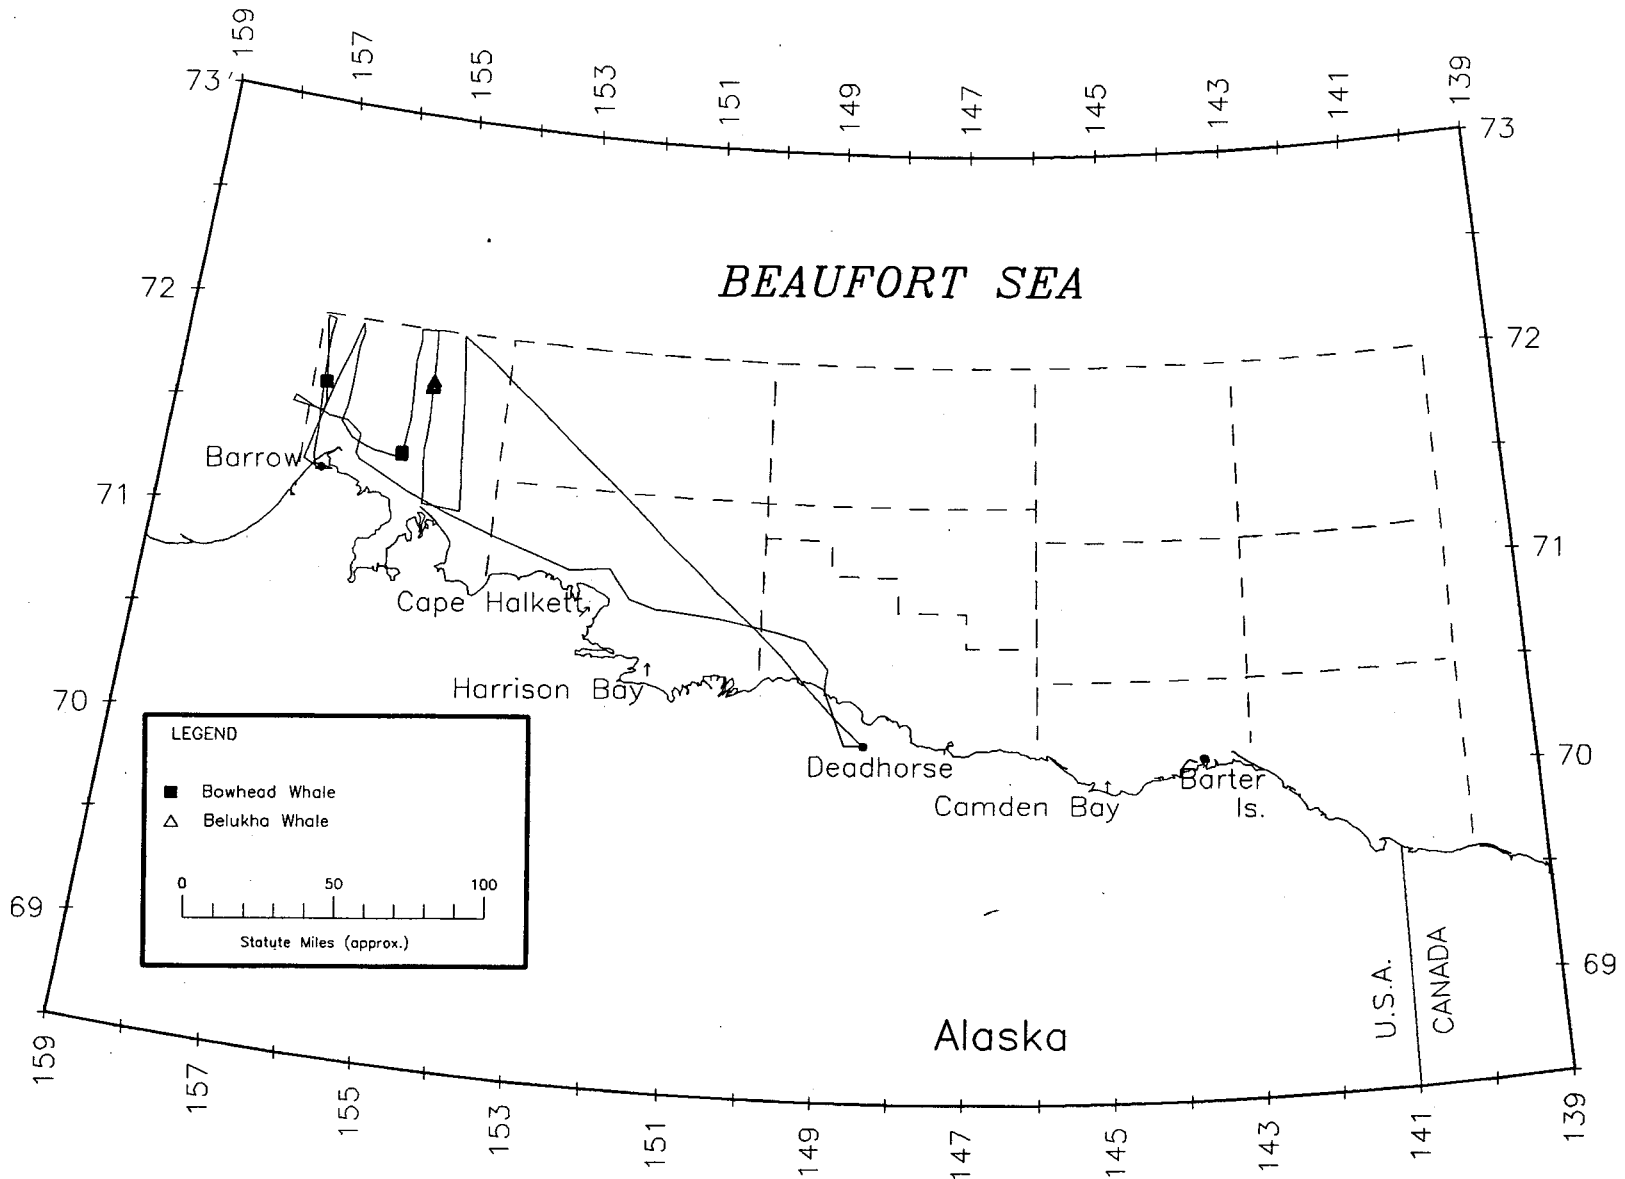 159
157
155
153
151
149
147
145
143
141
139
73
73
BEAUFORT SEA
72
72
Barrow
71
71
Cape Halkett
Harrison Bay
70
70
Deadhorse
Camden Bay
Barter
Is.
LEGEND
Bowhead Whale
Belukha Whale
0 50 100
Statute Miles (approx.)
69
69
U.S.A.
CANADA
Alaska
159
157
155
153
151
149
147
145
143
141
139